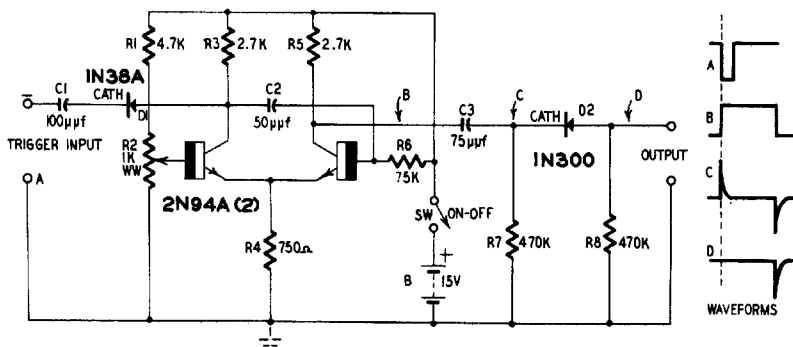 R1 4.7K
R3 2.7K
R5 2.7K
1N38A
CATH
D1
C1
100μμf
C2
50μμf
TRIGGER INPUT
A
R2
1K
WW
2N94A (2)
R4 750Ω
R6
75K
SW ON-OFF
B 15V
+
B
C3
75μμf
C
CATH D2
1N300
D
R7 470K
R8 470K
OUTPUT
A
B
C
D
WAVEFORMS